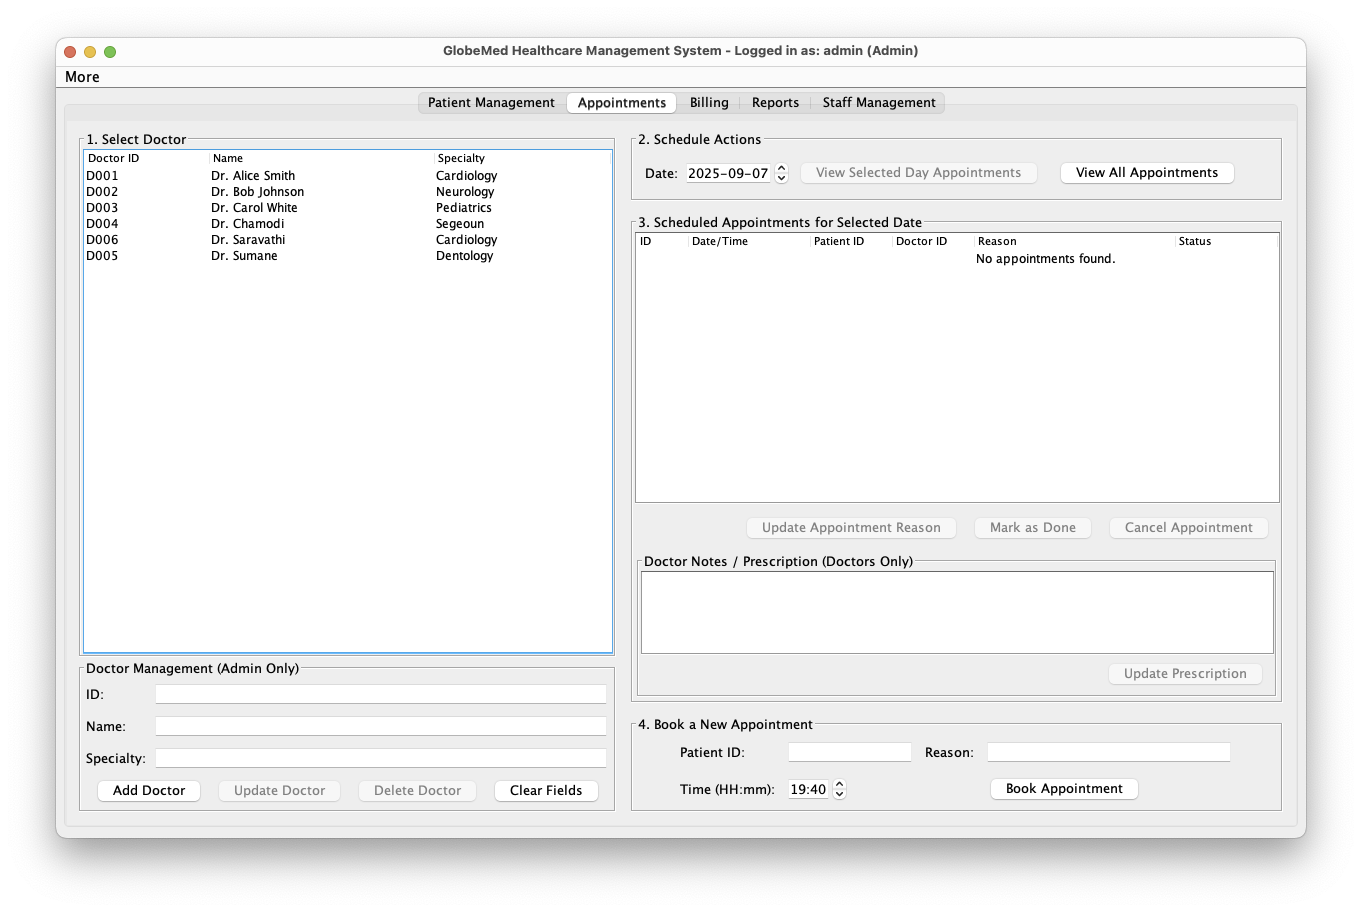 GlobeMed Healthcare Management System - Logged in as: admin (Admin)
More
Patient Management Appointments Billing Reports Staff Management
1. Select Doctor
Doctor ID Name Specialty
D001 Dr. Alice Smith Cardiology
D002 Dr. Bob Johnson Neurology
D003 Dr. Carol White Pediatrics
D004 Dr. Chamodi Segeoun
D006 Dr. Saravathi Cardiology
D005 Dr. Sumane Dentology
Doctor Management (Admin Only)
ID:
Name:
Specialty:
Add Doctor Update Doctor Delete Doctor Clear Fields
2. Schedule Actions
Date: 2025-09-07 View Selected Day Appointments View All Appointments
3. Scheduled Appointments for Selected Date
ID Date/Time Patient ID Doctor ID Reason Status
No appointments found.
Update Appointment Reason Mark as Done Cancel Appointment
Doctor Notes / Prescription (Doctors Only)
Update Prescription
4. Book a New Appointment
Patient ID: Reason:
Time (HH:mm): 19:40 Book Appointment